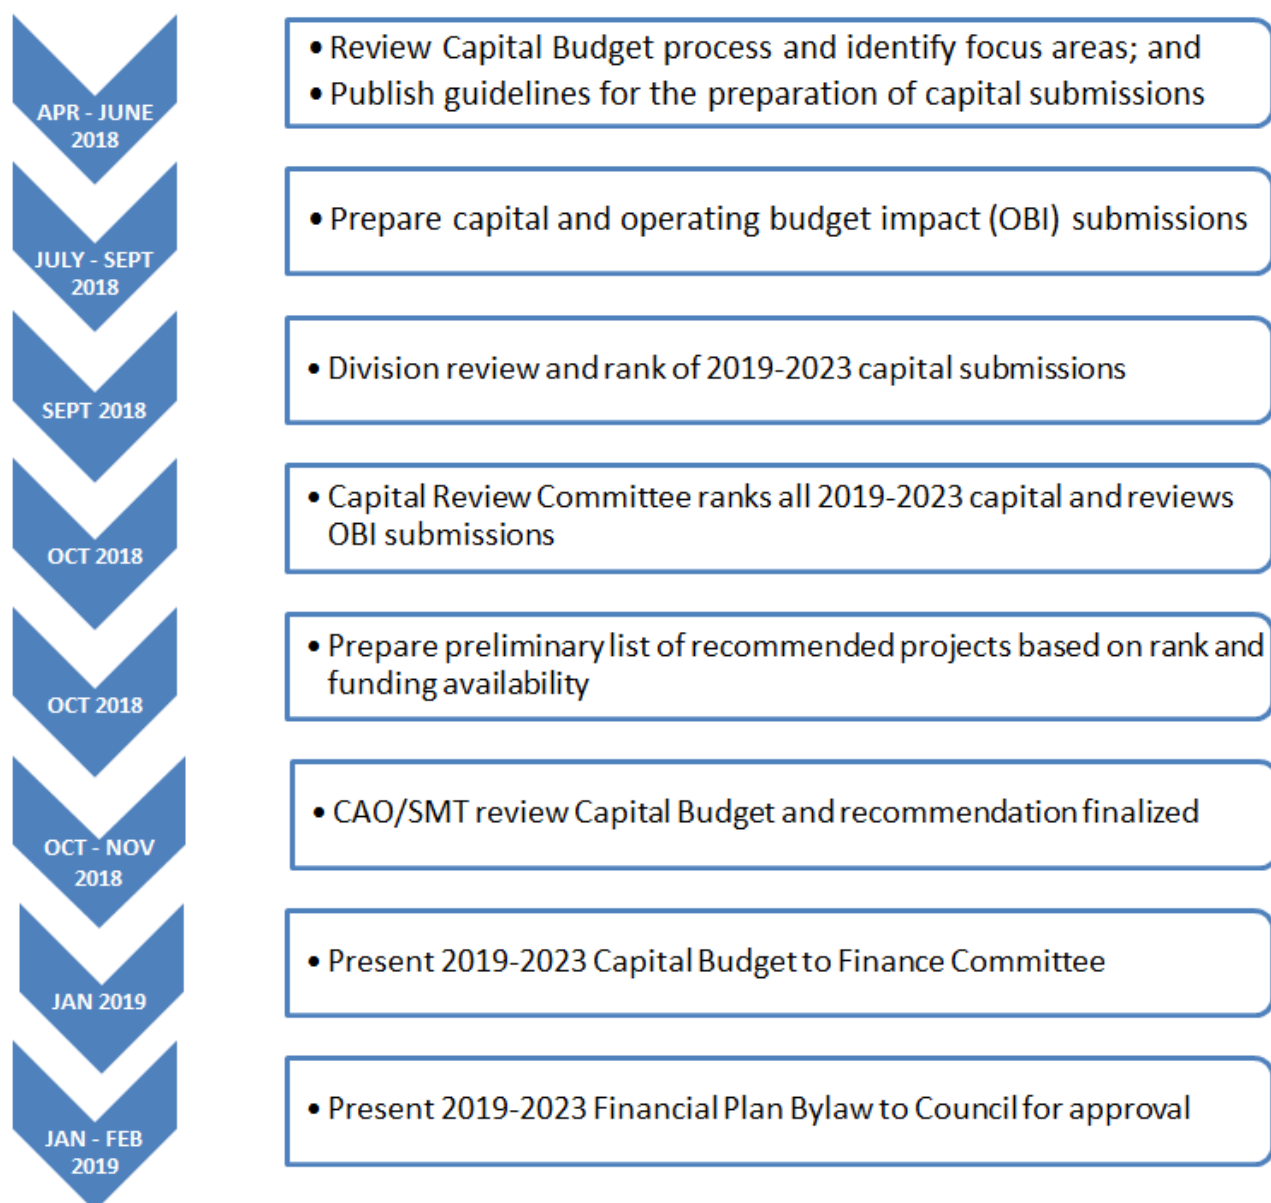 APR - JUNE
2018
• Review Capital Budget process and identify focus areas; and
• Publish guidelines for the preparation of capital submissions
JULY - SEPT
2018
• Prepare capital and operating budget impact (OBI) submissions
SEPT 2018
• Division review and rank of 2019-2023 capital submissions
OCT 2018
• Capital Review Committee ranks all 2019-2023 capital and reviews
OBI submissions
OCT 2018
• Prepare preliminary list of recommended projects based on rank and
funding availability
OCT - NOV
2018
• CAO/SMT review Capital Budget and recommendation finalized
JAN 2019
• Present 2019-2023 Capital Budget to Finance Committee
JAN - FEB
2019
• Present 2019-2023 Financial Plan Bylaw to Council for approval